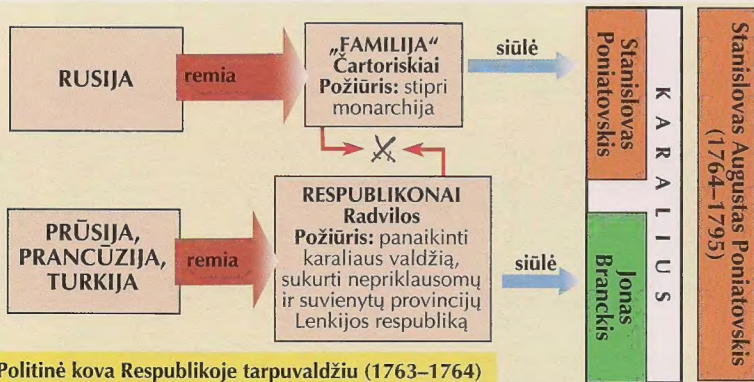 RUSIJA
remia
„FAMILIJA“
Čartoriskiai
Požiūris: stipri
monarchija
siūlė
Stanislovas
Poniatovskis
PRŪSIJA,
PRANCŪZIJA,
TURKIJA
remia
RESPUBLIKONAI
Radvilos
Požiūris: panaikinti
karaliaus valdžią,
sukurti nepriklausomų
ir suvienytų provincijų
Lenkijos respubliką
siūlė
Jonas
Branckis
KARALIUS
Stanislovas Augustas Poniatovskis
(1764–1795)
Politinė kova Respublikoje tarpuvaldžiu (1763–1764)